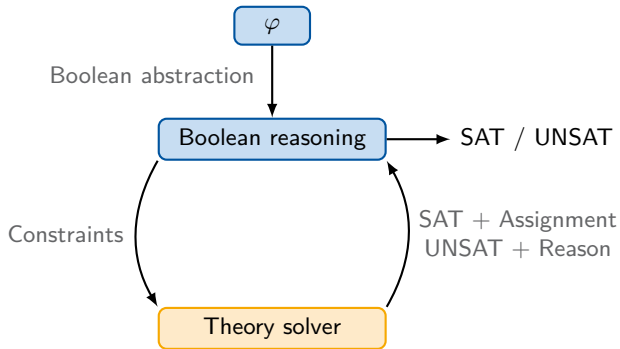 φ
Boolean abstraction
Boolean reasoning
SAT / UNSAT
Constraints
SAT + Assignment
UNSAT + Reason
Theory solver